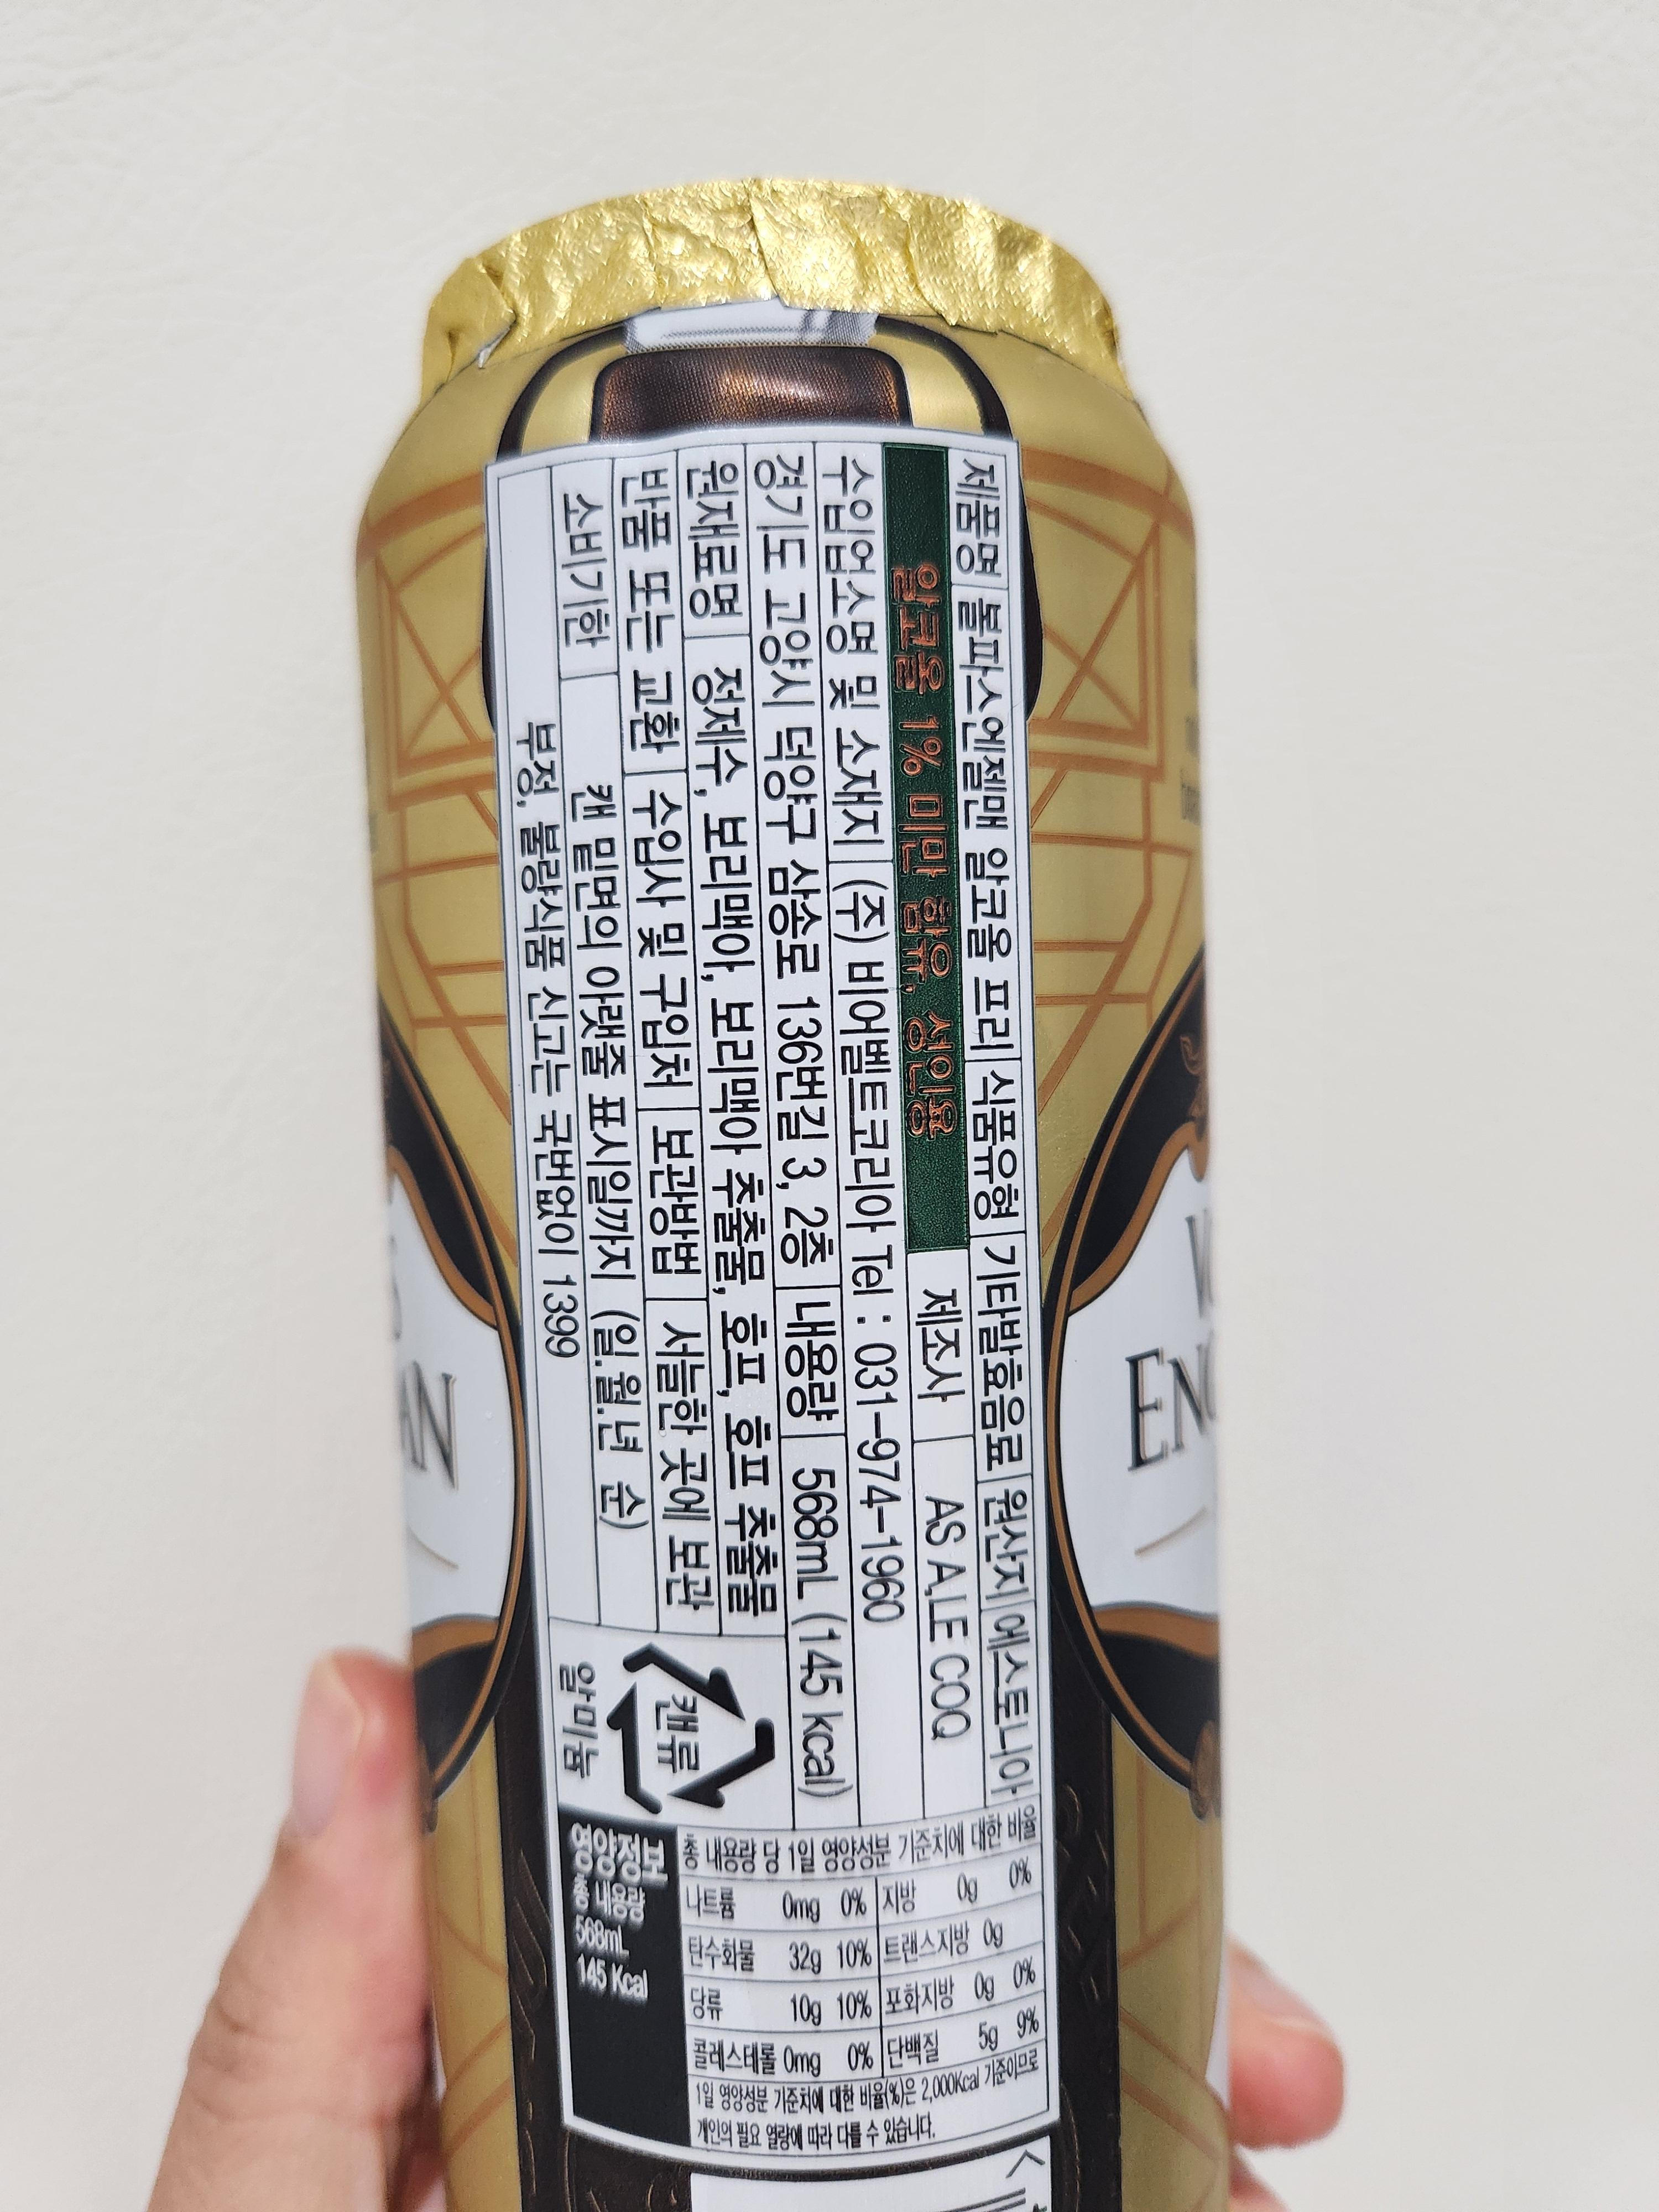 제품명 볼파스엔젤맨 알코올 프리 식품유형 기타발효음료 원산지 에스토니아
알코올 1% 미만 함유, 성인용 제조사 AS A,LE COQ
수입업소명 및 소재지 (주) 비어벨트코리아 Tel : 031-974-1960
경기도 고양시 덕양구 삼송로 136번길 3, 2층 내용량 568mL (145 kcal)
원재료명 정제수, 보리맥아, 보리맥아 추출물, 호프, 호프 추출물
반품 또는 교환 수입사 및 구입처 보관방법 서늘한 곳에 보관
소비기한 캔 밑면의 아랫줄 표시일까지 (일.월.년 순)
부정, 불량식품 신고는 국번없이 1399
캔류
알미늄
영양정보
총 내용량
568mL
145 Kcal
총 내용량 당 1일 영양성분 기준치에 대한 비율
나트륨 0mg 0% 지방 0g 0%
탄수화물 32g 10% 트랜스지방 0g
당류 10g 10% 포화지방 0g 0%
콜레스테롤 0mg 0% 단백질 5g 9%
1일 영양성분 기준치에 대한 비율(%)은 2,000Kcal 기준이므로
개인의 필요 열량에 따라 다를 수 있습니다.